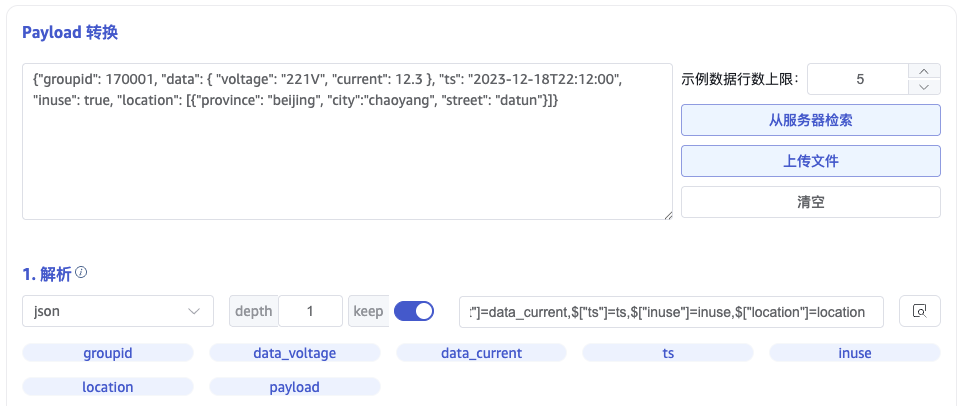 Payload 转换
{"groupid": 170001, "data": { "voltage": "221V", "current": 12.3 }, "ts": "2023-12-18T22:12:00",
"inuse": true, "location": [{"province": "beijing", "city":"chaoyang", "street": "datun"}]}
示例数据行数上限： 5
从服务器检索
上传文件
清空
1. 解析
json depth 1 keep :"]=data_current,$["ts"]=ts,$["inuse"]=inuse,$["location"]=location
groupid data_voltage data_current ts inuse
location payload